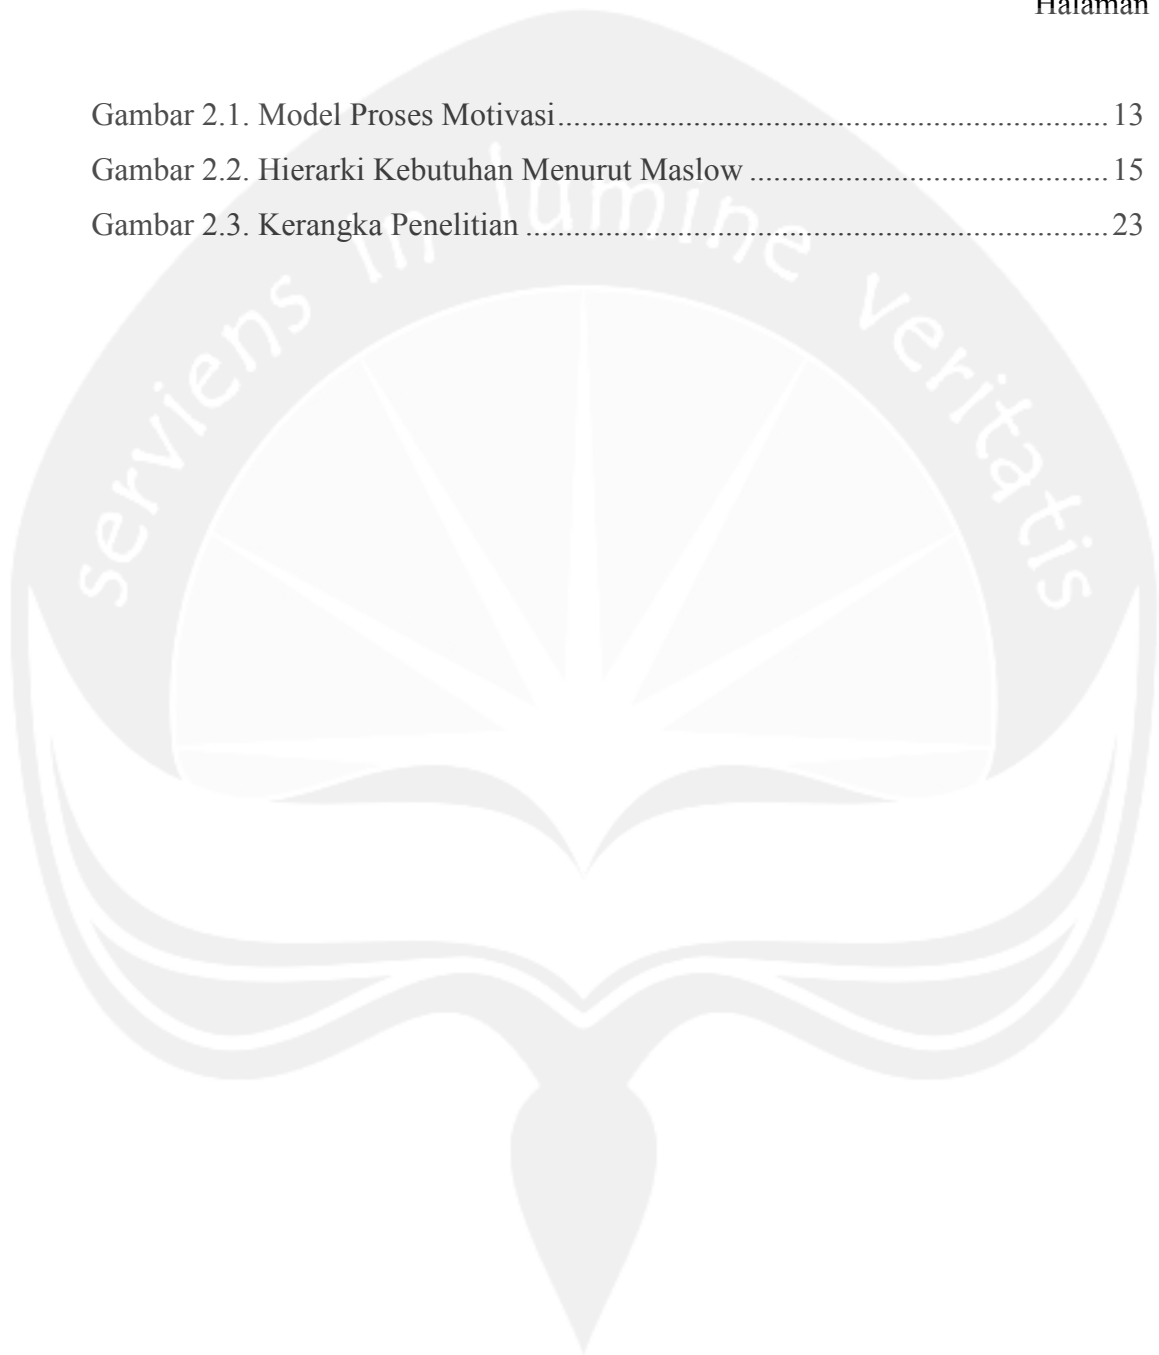 Halaman
Gambar 2.1. Model Proses Motivasi.....................................................................13
Gambar 2.2. Hierarki Kebutuhan Menurut Maslow .............................................15
Gambar 2.3. Kerangka Penelitian .........................................................................23
serviens in lumine veritatis